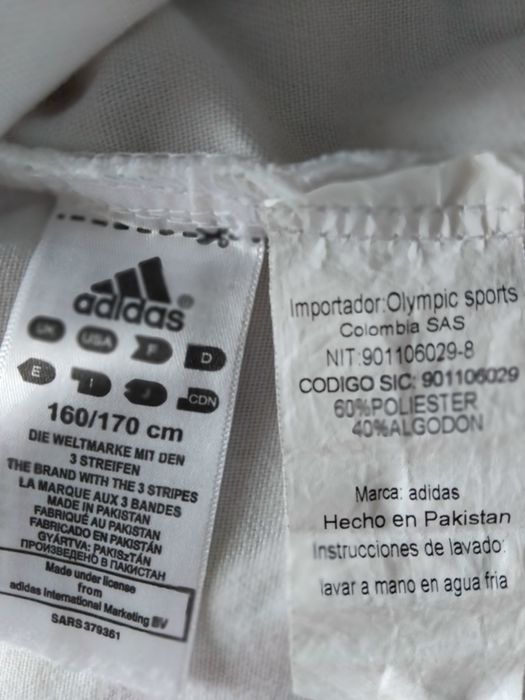 adidas®
UK USA F D
E I J CDN
160/170 cm
DIE WELTMARKE MIT DEN
3 STREIFEN
THE BRAND WITH THE 3 STRIPES
LA MARQUE AUX 3 BANDES
MADE IN PAKISTAN
FABRIQUÉ AU PAKISTAN
FABRICADO EN PAKISTÁN
GYÁRTVA: PAKISzTÁN
ПРОИЗВЕДЕНО В ПАКИСТАН
Made under license
from
adidas International Marketing BV
SARS 379361
Importador:Olympic sports
Colombia SAS
NIT:901106029-8
CODIGO SIC: 901106029
60%POLIESTER
40%ALGODON
Marca: adidas
Hecho en Pakistan
Instrucciones de lavado:
lavar a mano en agua fria